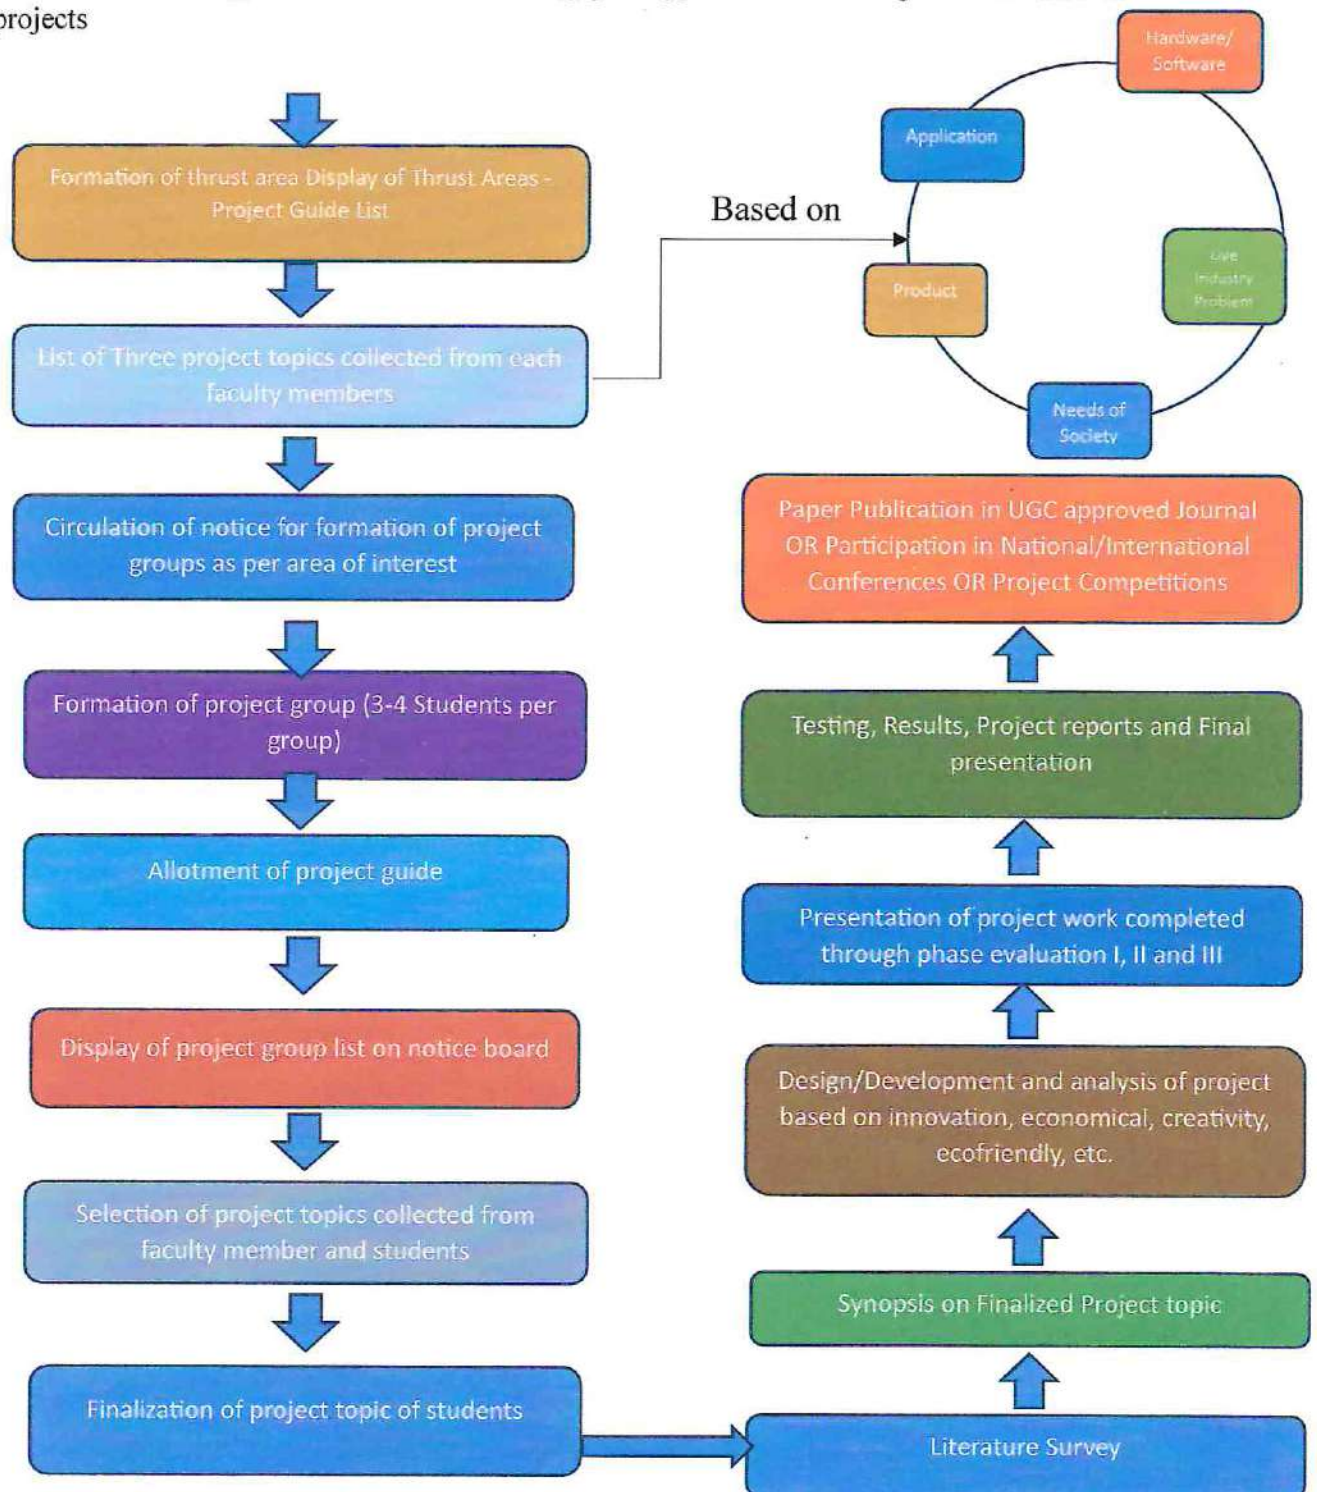 projects
Formation of thrust area Display of Thrust Areas -
Project Guide List
List of Three project topics collected from each
faculty members
Circulation of notice for formation of project
groups as per area of interest
Formation of project group (3-4 Students per
group)
Allotment of project guide
Display of project group list on notice board
Selection of project topics collected from
faculty member and students
Finalization of project topic of students
Based on
Hardware/
Software
Application
Live
Industry
Problem
Product
Needs of
Society
Paper Publication in UGC approved Journal
OR Participation in National/International
Conferences OR Project Competitions
Testing, Results, Project reports and Final
presentation
Presentation of project work completed
through phase evaluation I, II and III
Design/Development and analysis of project
based on innovation, economical, creativity,
ecofriendly, etc.
Synopsis on Finalized Project topic
Literature Survey